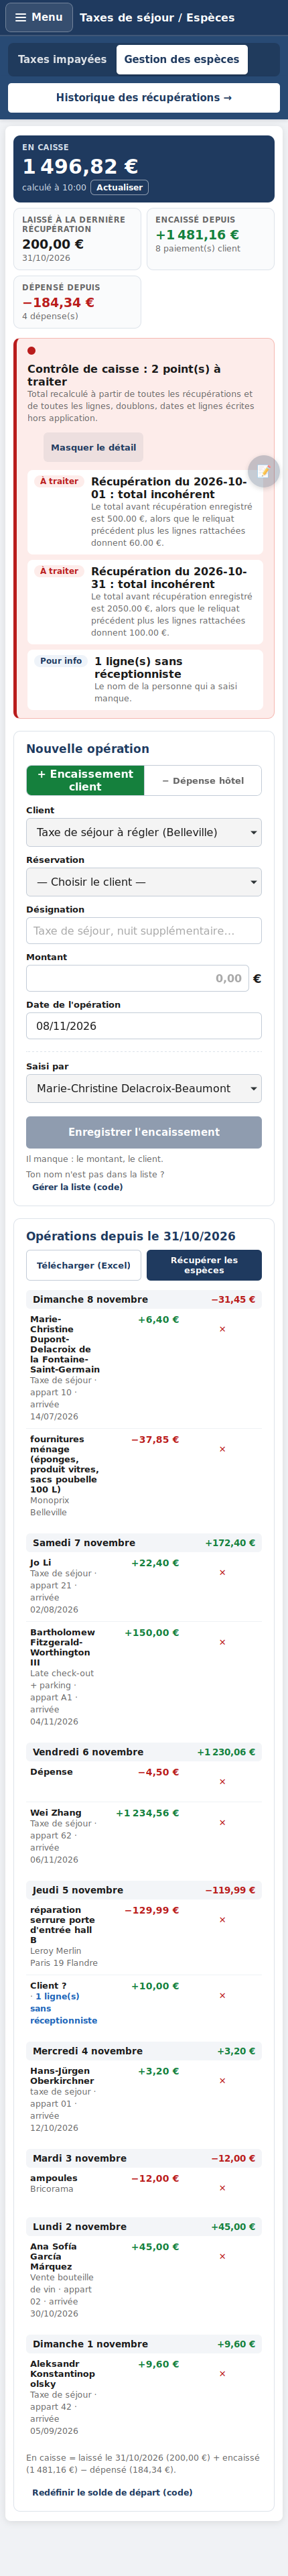 Menu
Taxes de séjour / Espèces
Taxes impayées
Gestion des espèces
Historique des récupérations →
EN CAISSE
1 496,82 €
calculé à 10:00 Actualiser
LAISSÉ À LA DERNIÈRE
RÉCUPÉRATION
200,00 €
31/10/2026
ENCAISSÉ DEPUIS
+1 481,16 €
8 paiement(s) client
DÉPENSÉ DEPUIS
−184,34 €
4 dépense(s)
Contrôle de caisse : 2 point(s) à
traiter
Total recalculé à partir de toutes les récupérations et
de toutes les lignes, doublons, dates et lignes écrites
hors application.
Masquer le détail
À traiter
Récupération du 2026-10-
01 : total incohérent
Le total avant récupération enregistré
est 500.00 €, alors que le reliquat
précédent plus les lignes rattachées
donnent 60.00 €.
À traiter
Récupération du 2026-10-
31 : total incohérent
Le total avant récupération enregistré
est 2050.00 €, alors que le reliquat
précédent plus les lignes rattachées
donnent 100.00 €.
Pour info
1 ligne(s) sans
réceptionniste
Le nom de la personne qui a saisi
manque.
Nouvelle opération
+ Encaissement
client
− Dépense hôtel
Client
Taxe de séjour à régler (Belleville)
Réservation
— Choisir le client —
Désignation
Taxe de séjour, nuit supplémentaire…
Montant
0,00 €
Date de l'opération
08/11/2026
Saisi par
Marie-Christine Delacroix-Beaumont
Enregistrer l'encaissement
Il manque : le montant, le client.
Ton nom n'est pas dans la liste ?
Gérer la liste (code)
Opérations depuis le 31/10/2026
Télécharger (Excel)
Récupérer les
espèces
Dimanche 8 novembre −31,45 €
Marie-
Christine
Dupont-
Delacroix de
la Fontaine-
Saint-Germain
+6,40 € ×
Taxe de séjour ·
appart 10 ·
arrivée
14/07/2026
fournitures
ménage
(éponges,
produit vitres,
sacs poubelle
100 L)
−37,85 € ×
Monoprix
Belleville
Samedi 7 novembre +172,40 €
Jo Li +22,40 € ×
Taxe de séjour ·
appart 21 ·
arrivée
02/08/2026
Bartholomew
Fitzgerald-
Worthington
III
+150,00 € ×
Late check-out
+ parking ·
appart A1 ·
arrivée
04/11/2026
Vendredi 6 novembre +1 230,06 €
Dépense −4,50 € ×
Wei Zhang +1 234,56 € ×
Taxe de séjour ·
appart 62 ·
arrivée
06/11/2026
Jeudi 5 novembre −119,99 €
réparation
serrure porte
d'entrée hall
B
−129,99 € ×
Leroy Merlin
Paris 19 Flandre
Client ? +10,00 € ×
· 1 ligne(s)
sans
réceptionniste
Mercredi 4 novembre +3,20 €
Hans-Jürgen
Oberkirchner
+3,20 € ×
taxe de sejour ·
appart 01 ·
arrivée
12/10/2026
Mardi 3 novembre −12,00 €
ampoules −12,00 € ×
Bricorama
Lundi 2 novembre +45,00 €
Ana Sofía
García
Márquez
+45,00 € ×
Vente bouteille
de vin · appart
02 · arrivée
30/10/2026
Dimanche 1 novembre +9,60 €
Aleksandr
Konstantinop
olsky
+9,60 € ×
Taxe de séjour ·
appart 42 ·
arrivée
05/09/2026
En caisse = laissé le 31/10/2026 (200,00 €) + encaissé
(1 481,16 €) − dépensé (184,34 €).
Redéfinir le solde de départ (code)